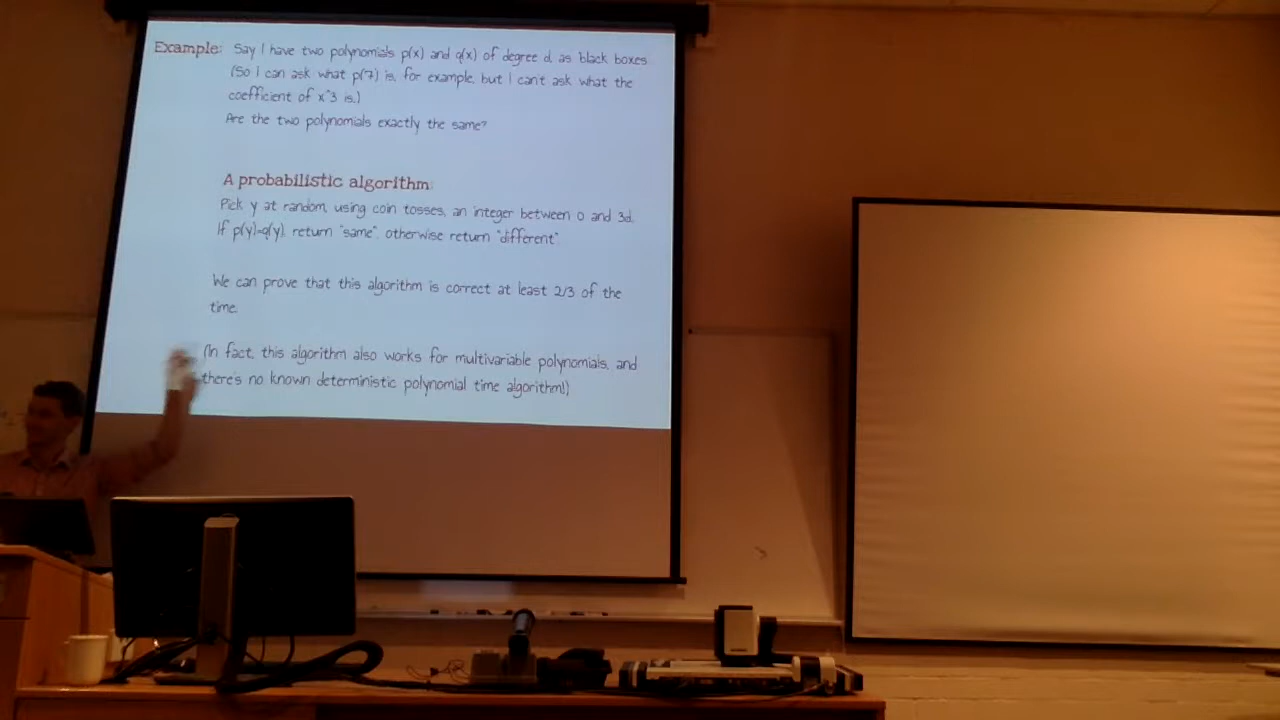 Example: Say I have two polynomials p(x) and q(x) of degree d, as black boxes.
(So I can ask what p(7) is, for example, but I can't ask what the
coefficient of x^3 is.)
Are the two polynomials exactly the same?
A probabilistic algorithm:
Pick y at random, using coin tosses, an integer between 0 and 3d.
If p(y)=q(y), return "same", otherwise return "different".
We can prove that this algorithm is correct at least 2/3 of the
time.
(In fact, this algorithm also works for multivariable polynomials, and
there's no known deterministic polynomial time algorithm!)